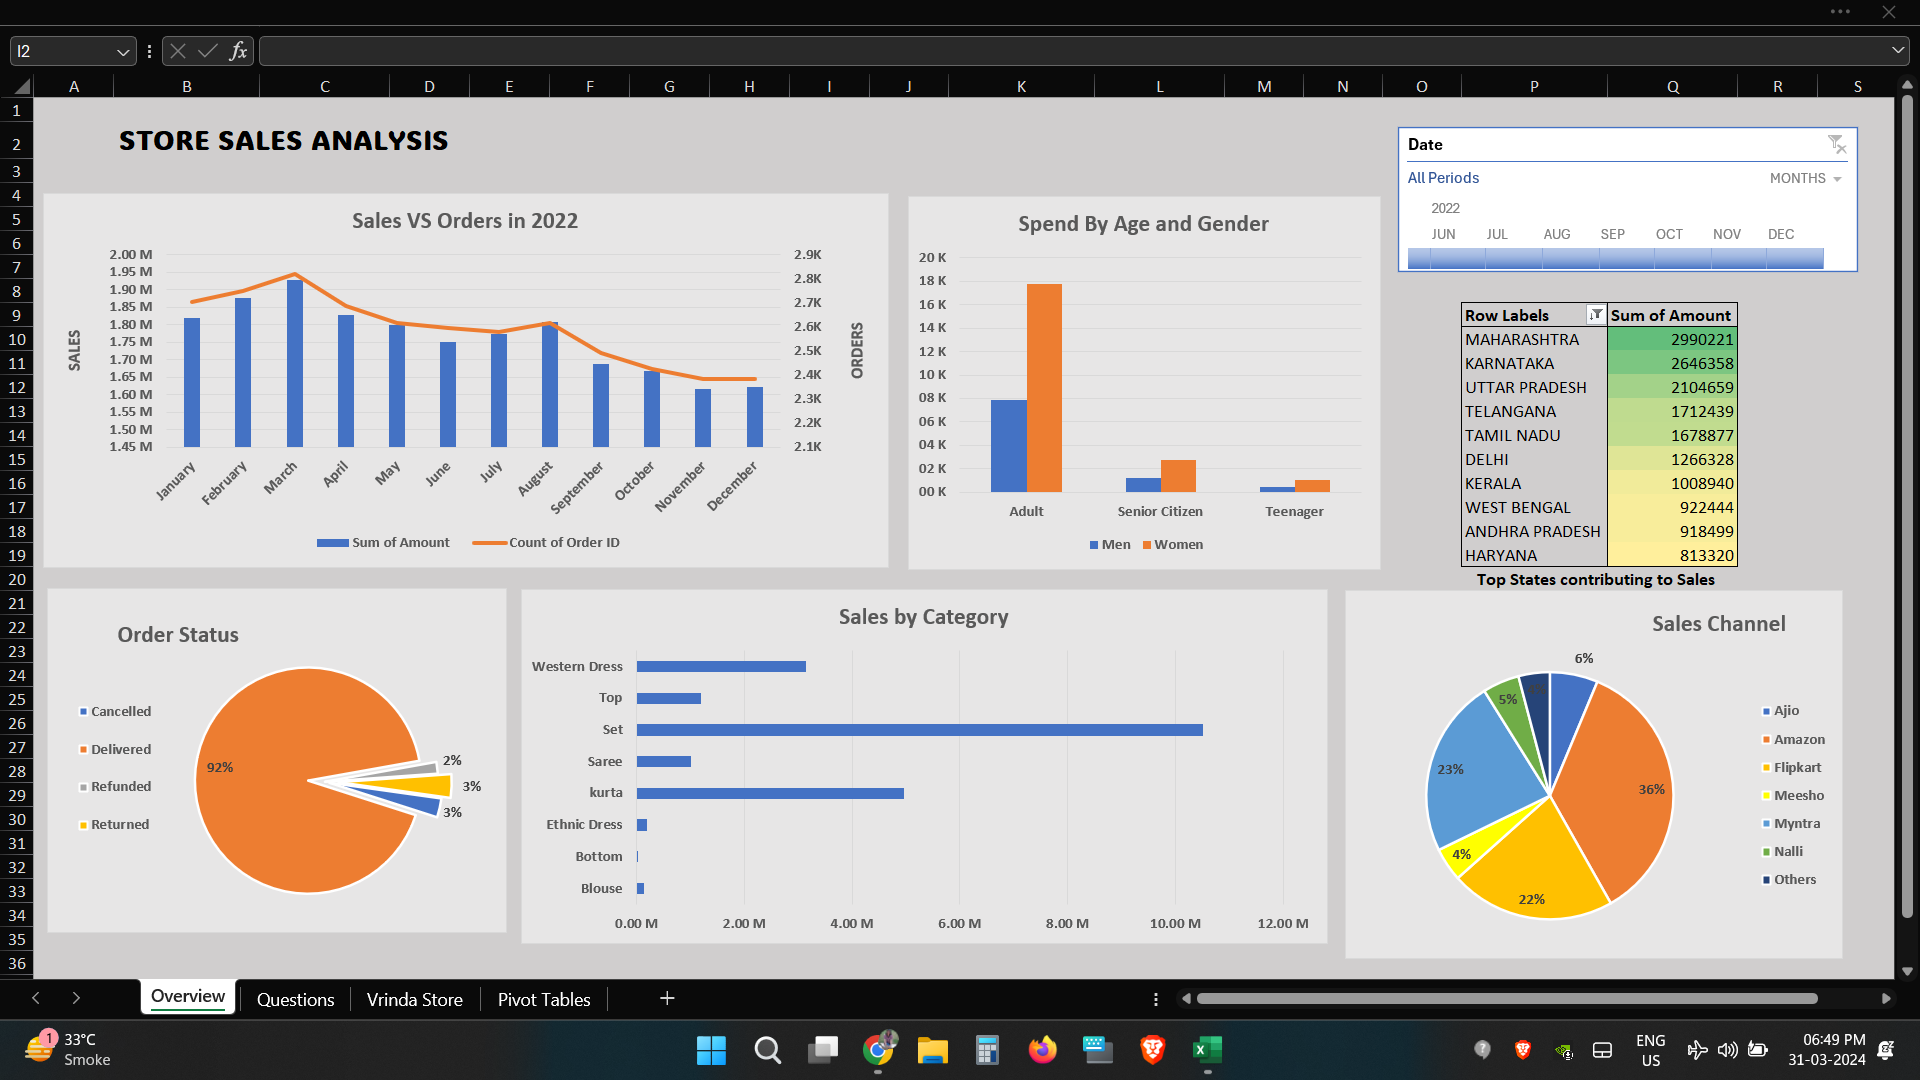 I2
fx
A B C D E F G H I J K L M N O P Q R S
1
2
3
4
5
6
7
8
9
10
11
12
13
14
15
16
17
18
19
20
21
22
23
24
25
26
27
28
29
30
31
32
33
34
35
36
STORE SALES ANALYSIS
Date
All Periods
MONTHS
2022
JUN JUL AUG SEP OCT NOV DEC
Sales VS Orders in 2022
SALES
2.00 M
1.95 M
1.90 M
1.85 M
1.80 M
1.75 M
1.70 M
1.65 M
1.60 M
1.55 M
1.50 M
1.45 M
2.9K
2.8K
2.7K
2.6K
2.5K
2.4K
2.3K
2.2K
2.1K
ORDERS
January February March April May June July August September October November December
Sum of Amount Count of Order ID
Spend By Age and Gender
20 K
18 K
16 K
14 K
12 K
10 K
08 K
06 K
04 K
02 K
00 K
Adult Senior Citizen Teenager
Men Women
Row Labels Sum of Amount
MAHARASHTRA 2990221
KARNATAKA 2646358
UTTAR PRADESH 2104659
TELANGANA 1712439
TAMIL NADU 1678877
DELHI 1266328
KERALA 1008940
WEST BENGAL 922444
ANDHRA PRADESH 918499
HARYANA 813320
Top States contributing to Sales
Order Status
Cancelled
Delivered
Refunded
Returned
92%
2%
3%
3%
Sales by Category
Western Dress
Top
Set
Saree
kurta
Ethnic Dress
Bottom
Blouse
0.00 M 2.00 M 4.00 M 6.00 M 8.00 M 10.00 M 12.00 M
Sales Channel
6%
5%
23%
36%
4%
22%
Ajio
Amazon
Flipkart
Meesho
Myntra
Nalli
Others
Overview Questions Vrinda Store Pivot Tables
1
33°C
Smoke
ENG
US
06:49 PM
31-03-2024